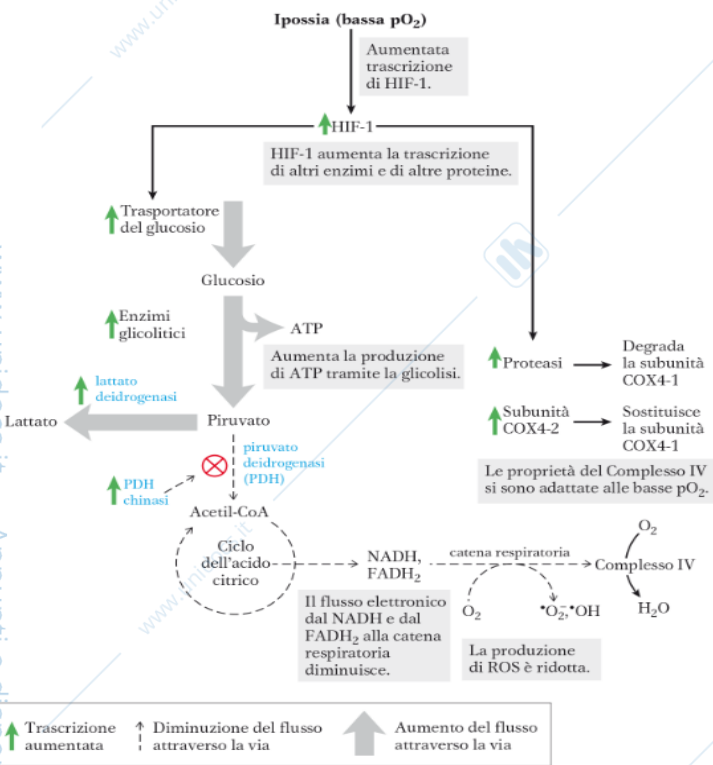 Ipossia (bassa pO₂)
Aumentata
trascrizione
di HIF-1.
HIF-1
HIF-1 aumenta la trascrizione
di altri enzimi e di altre proteine.
Trasportatore
del glucosio
Glucosio
Enzimi
glicolitici
ATP
Aumenta la produzione
di ATP tramite la glicolisi.
Proteasi
Degrada
la subunità
COX4-1
lattato
deidrogenasi
Lattato
Piruvato
Subunità
COX4-2
Sostituisce
la subunità
COX4-1
piruvato
deidrogenasi
(PDH)
Le proprietà del Complesso IV
si sono adattate alle basse pO₂.
PDH
chinasi
Acetil-CoA
Ciclo
dell'acido
citrico
NADH,
FADH₂
catena respiratoria
O₂
Complesso IV
H₂O
O₂
•O₂⁻,•OH
Il flusso elettronico
dal NADH e dal
FADH₂ alla catena
respiratoria
diminuisce.
La produzione
di ROS è ridotta.
Trascrizione
aumentata
Diminuzione del flusso
attraverso la via
Aumento del flusso
attraverso la via